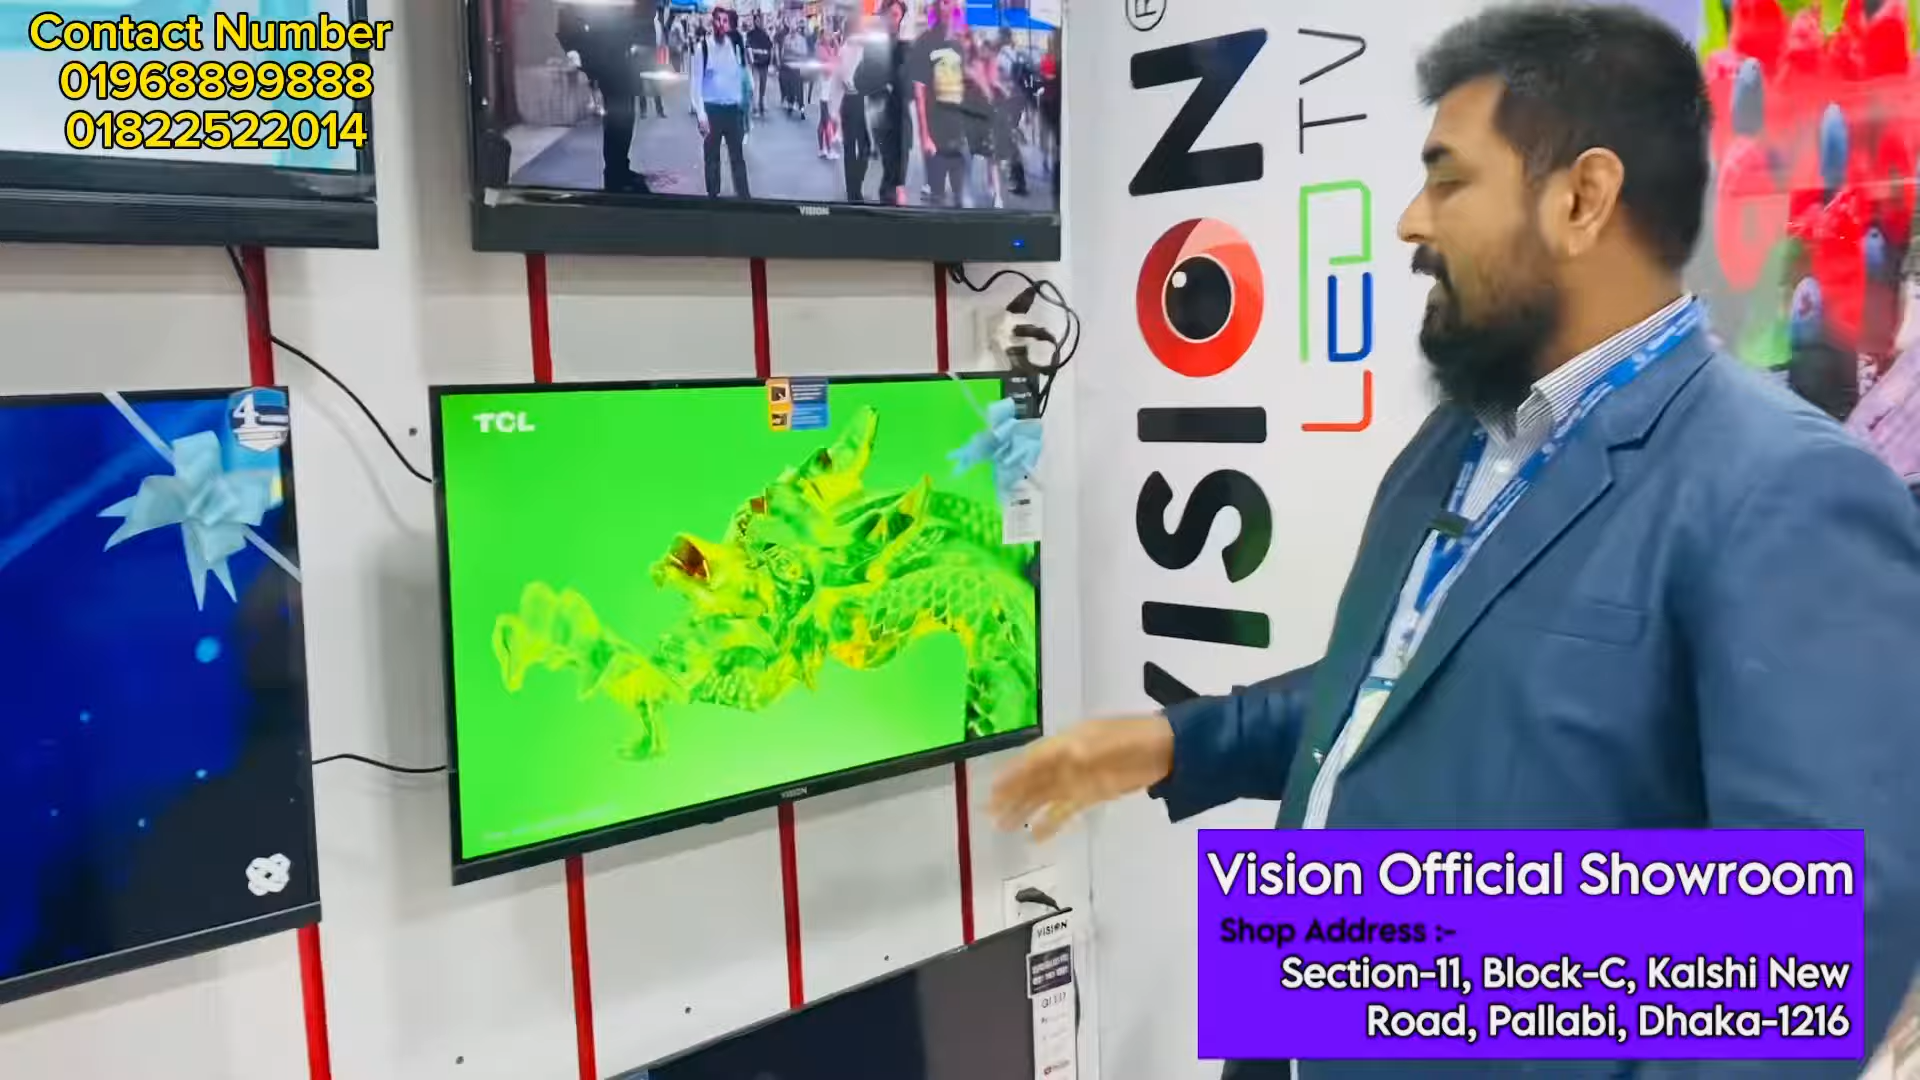 Contact Number
01968899888
01822522014
VISION
VISION®
LED TV
4
TCL
VISION
VISION
Vision Official Showroom
Shop Address :-
Section-11, Block-C, Kalshi New
Road, Pallabi, Dhaka-1216